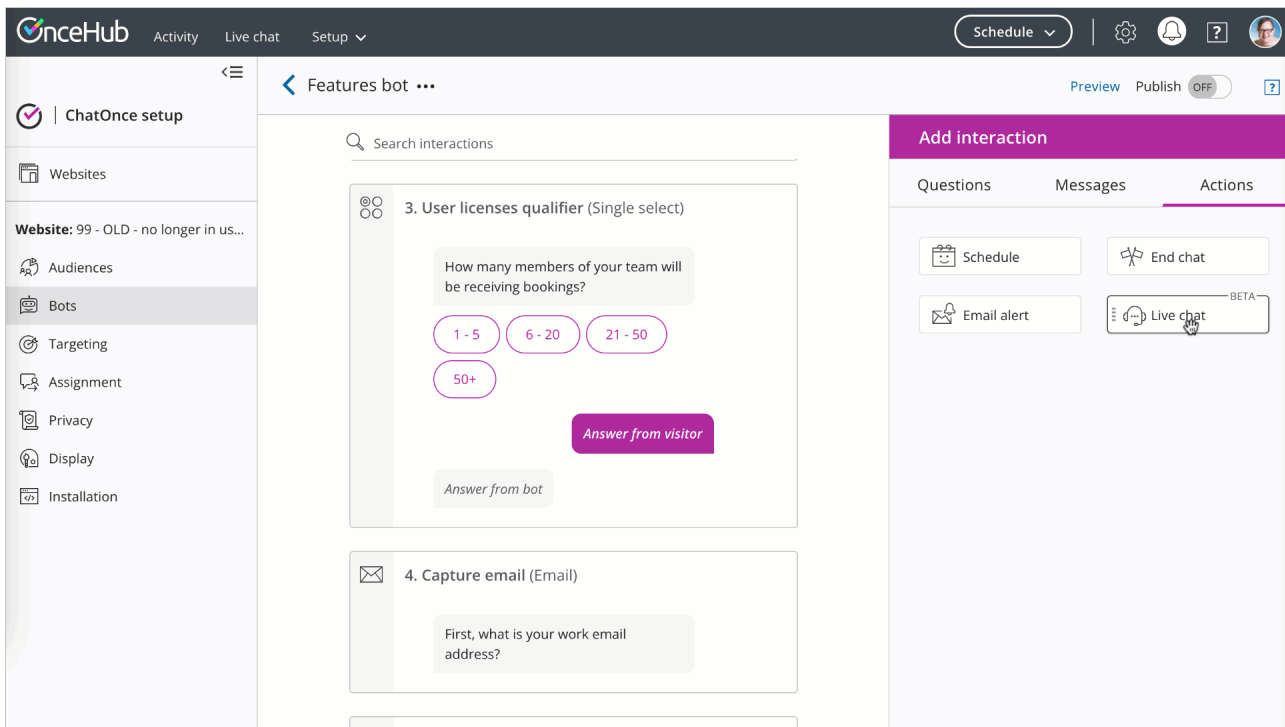 OnceHub Activity Live chat Setup Schedule ?
ChatOnce setup
Websites
Website: 99 - OLD - no longer in us...
Audiences
Bots
Targeting
Assignment
Privacy
Display
Installation
Features bot ••• Preview Publish OFF ?
Search interactions
3. User licenses qualifier (Single select)
How many members of your team will
be receiving bookings?
1 - 5 6 - 20 21 - 50
50+
Answer from visitor
Answer from bot
4. Capture email (Email)
First, what is your work email
address?
Add interaction
Questions Messages Actions
Schedule End chat
BETA
Email alert Live chat